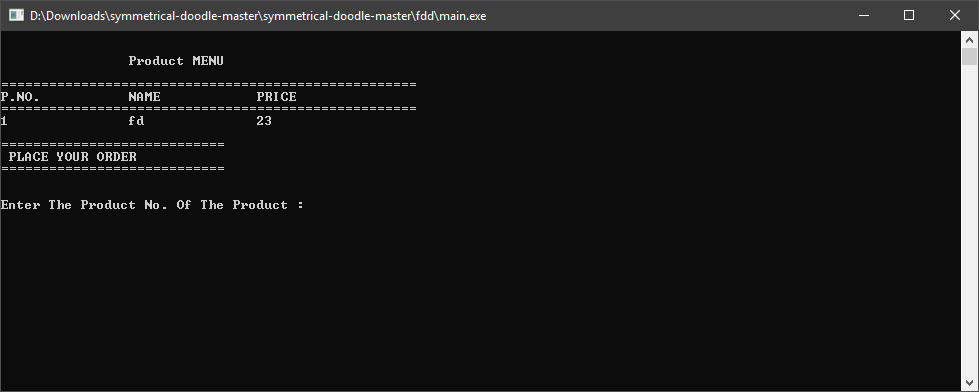 D:\Downloads\symmetrical-doodle-master\symmetrical-doodle-master\fdd\main.exe
Product MENU
====================================================
P.NO. NAME PRICE
====================================================
1 fd 23
============================
PLACE YOUR ORDER
============================
Enter The Product No. Of The Product :